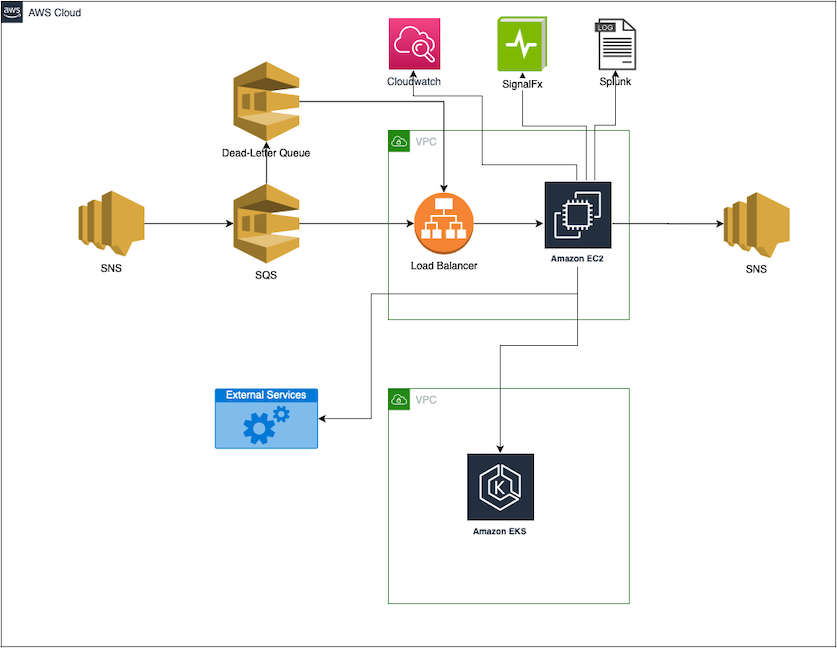 aws
AWS Cloud
LOG
Cloudwatch
SignalFx
Splunk
Dead-Letter Queue
VPC
SNS
SQS
Load Balancer
Amazon EC2
SNS
External Services
VPC
K
Amazon EKS